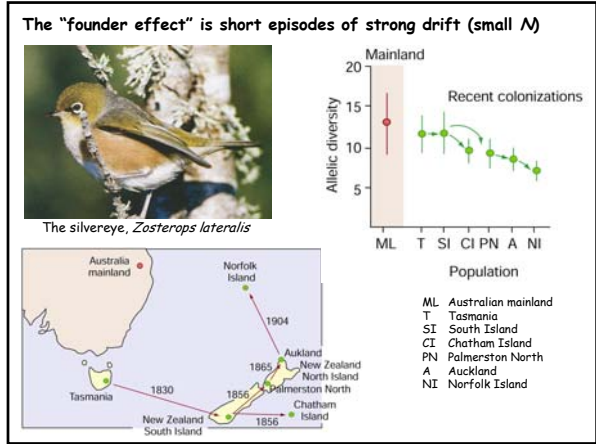 The “founder effect” is short episodes of strong drift (small N)
The silvereye, Zosterops lateralis
Mainland
20
15
10
5
Allelic diversity
Recent colonizations
ML T SI CI PN A NI
Population
Australia
mainland
Norfolk
Island
1904
Aukland
1865
New Zealand
North Island
Palmerston North
1830
1856
Tasmania
Chatham
Island
New Zealand
South Island
1856
ML Australian mainland
T Tasmania
SI South Island
CI Chatham Island
PN Palmerston North
A Auckland
NI Norfolk Island